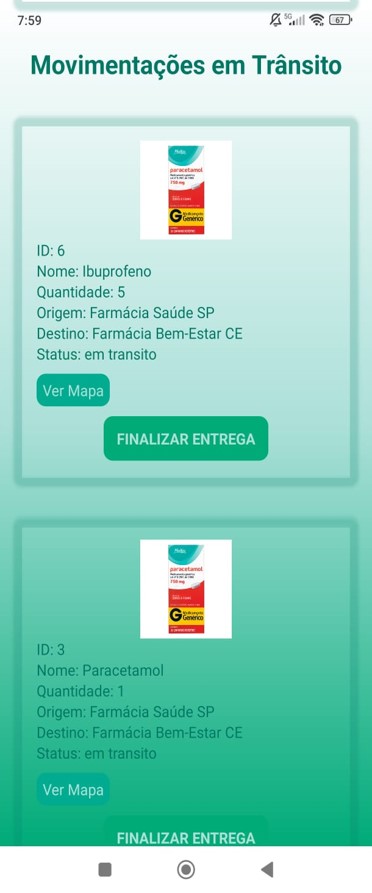 7:59
5G
67
Movimentações em Trânsito
paracetamol
750 mg
G Genérico
ID: 6
Nome: Ibuprofeno
Quantidade: 5
Origem: Farmácia Saúde SP
Destino: Farmácia Bem-Estar CE
Status: em transito
Ver Mapa
FINALIZAR ENTREGA
paracetamol
750 mg
G Genérico
ID: 3
Nome: Paracetamol
Quantidade: 1
Origem: Farmácia Saúde SP
Destino: Farmácia Bem-Estar CE
Status: em transito
Ver Mapa
FINALIZAR ENTREGA